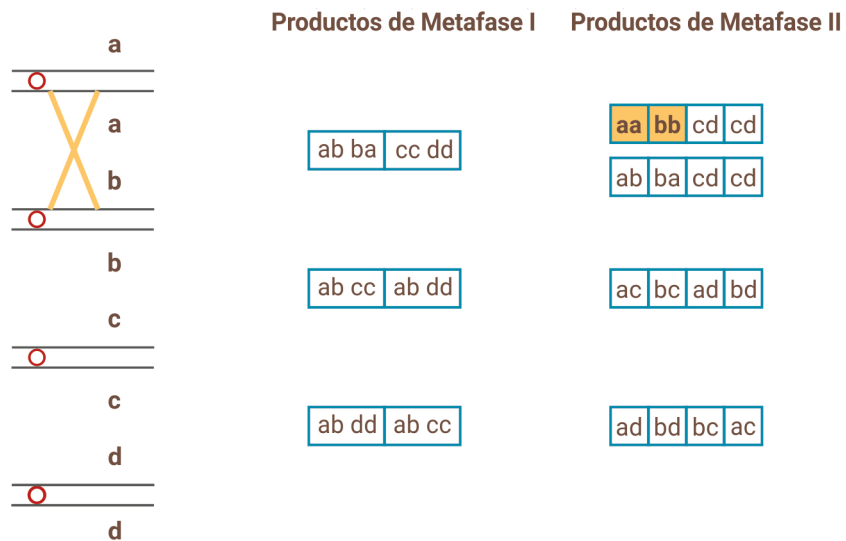 Productos de Metafase I Productos de Metafase II
a
a
b
b
c
c
d
d
ab ba cc dd
aa bb cd cd
ab ba cd cd
ab cc ab dd
ac bc ad bd
ab dd ab cc
ad bd bc ac